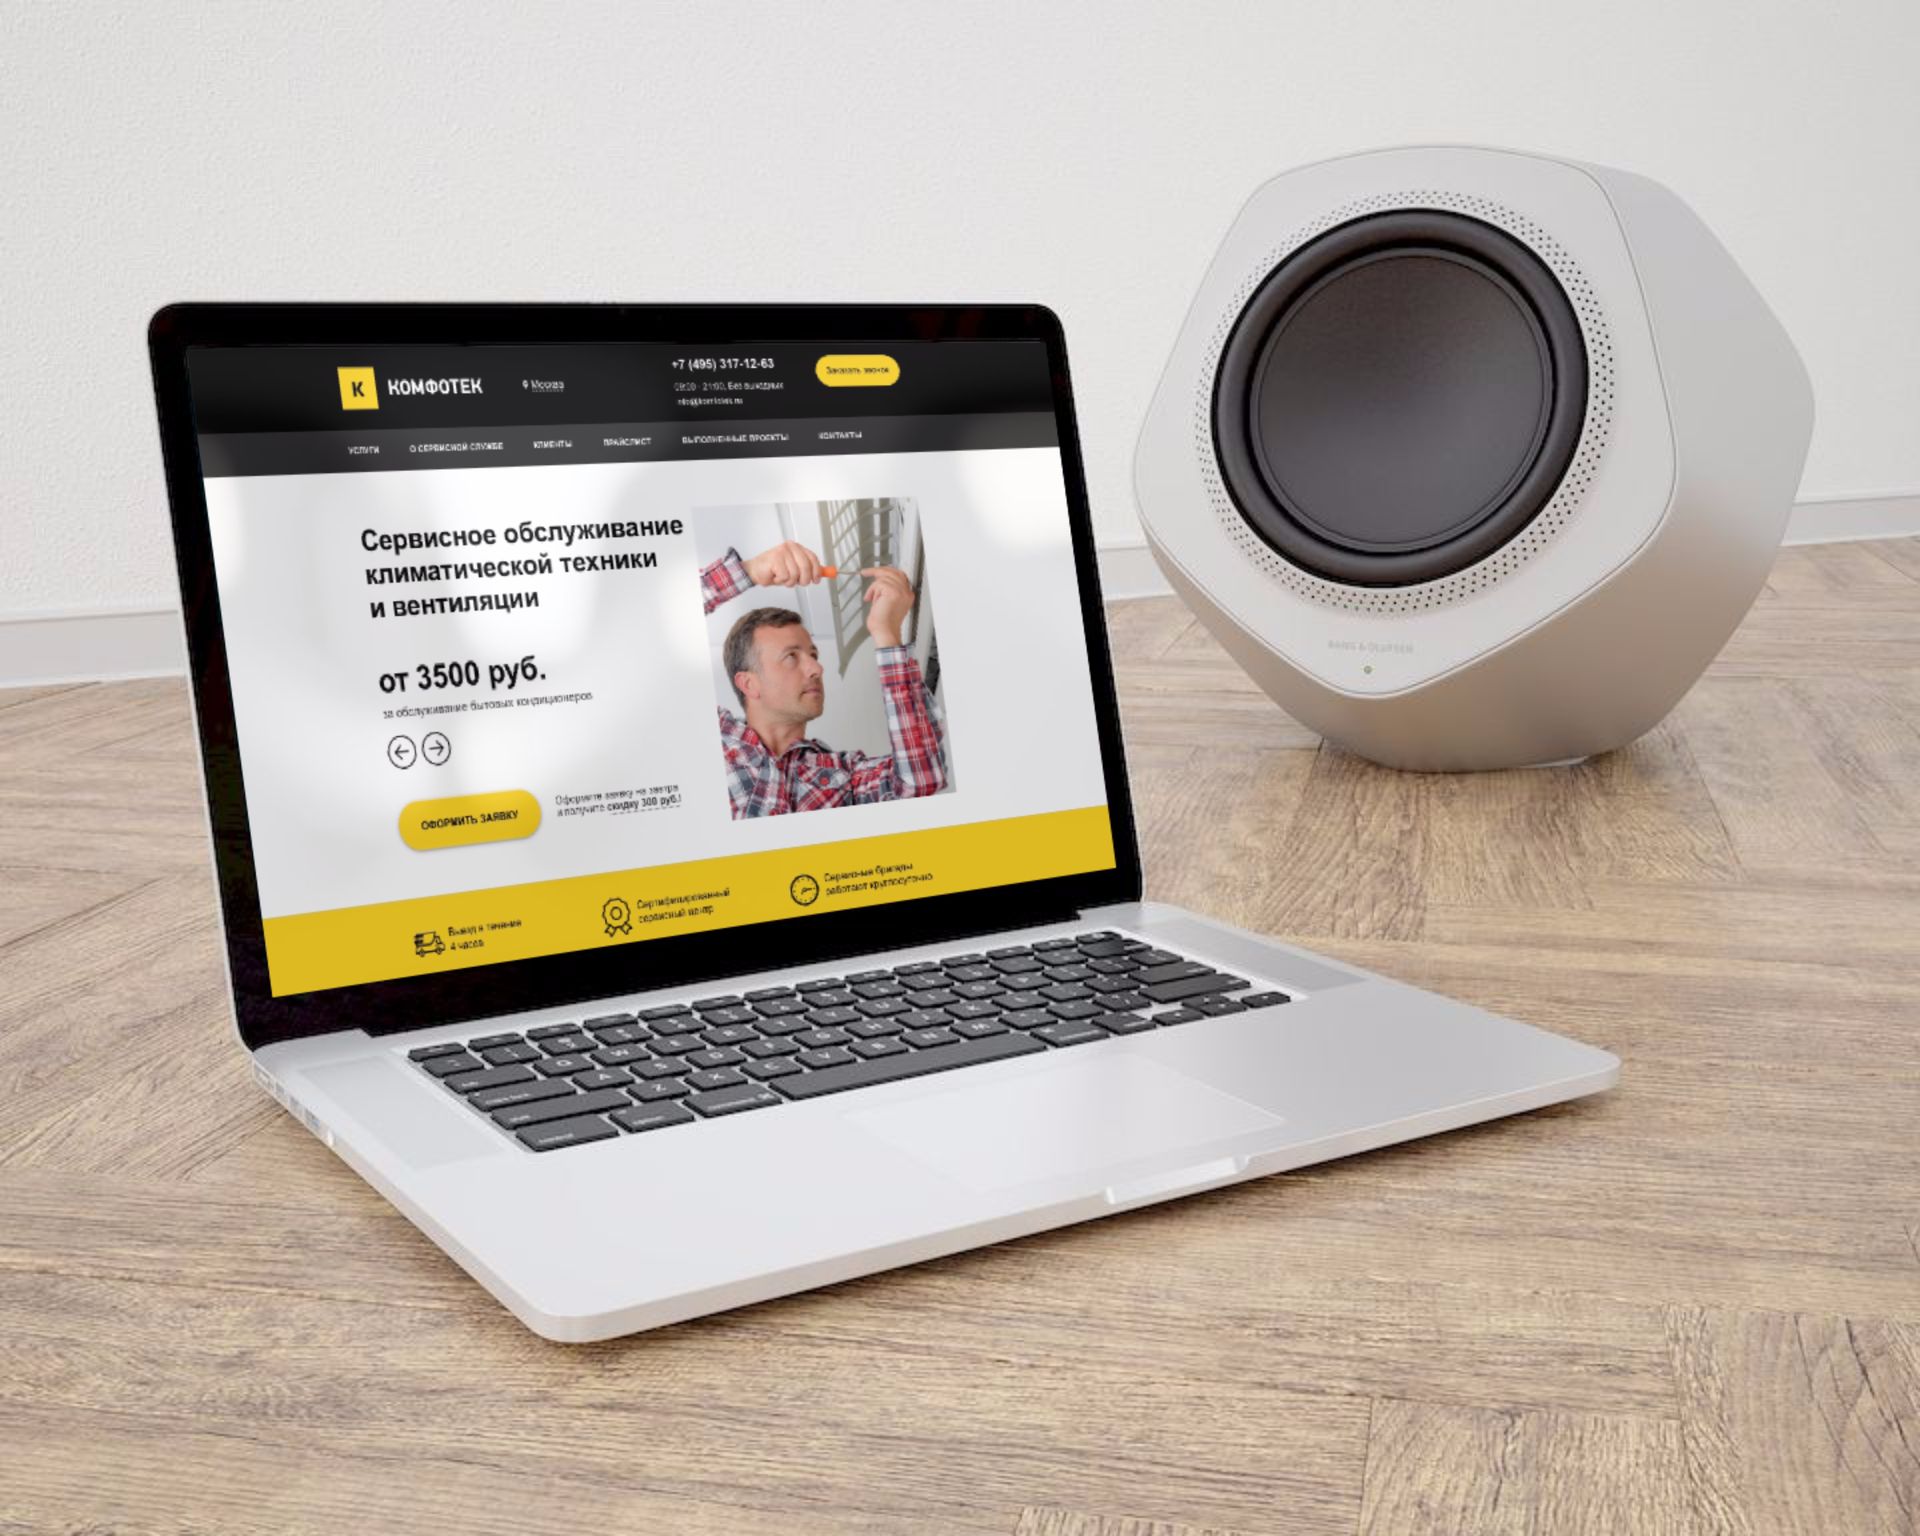 К КОМФОТЕК
Москва
+7 (495) 317-12-63
09:00 - 21:00, Без выходных
info@komfotek.ru
Заказать звонок
УСЛУГИ О СЕРВИСНОЙ СЛУЖБЕ КЛИЕНТЫ ПРАЙСЛИСТ ВЫПОЛНЕННЫЕ ПРОЕКТЫ КОНТАКТЫ
Сервисное обслуживание
климатической техники
и вентиляции
от 3500 руб.
за обслуживание бытовых кондиционеров
ОФОРМИТЬ ЗАЯВКУ
Оформите заявку на завтра
и получите скидку 300 руб.!
Выезд в течение
4 часов
Сертифицированный
сервисный центр
Сервисные бригады
работают круглосуточно
BANG & OLUFSEN